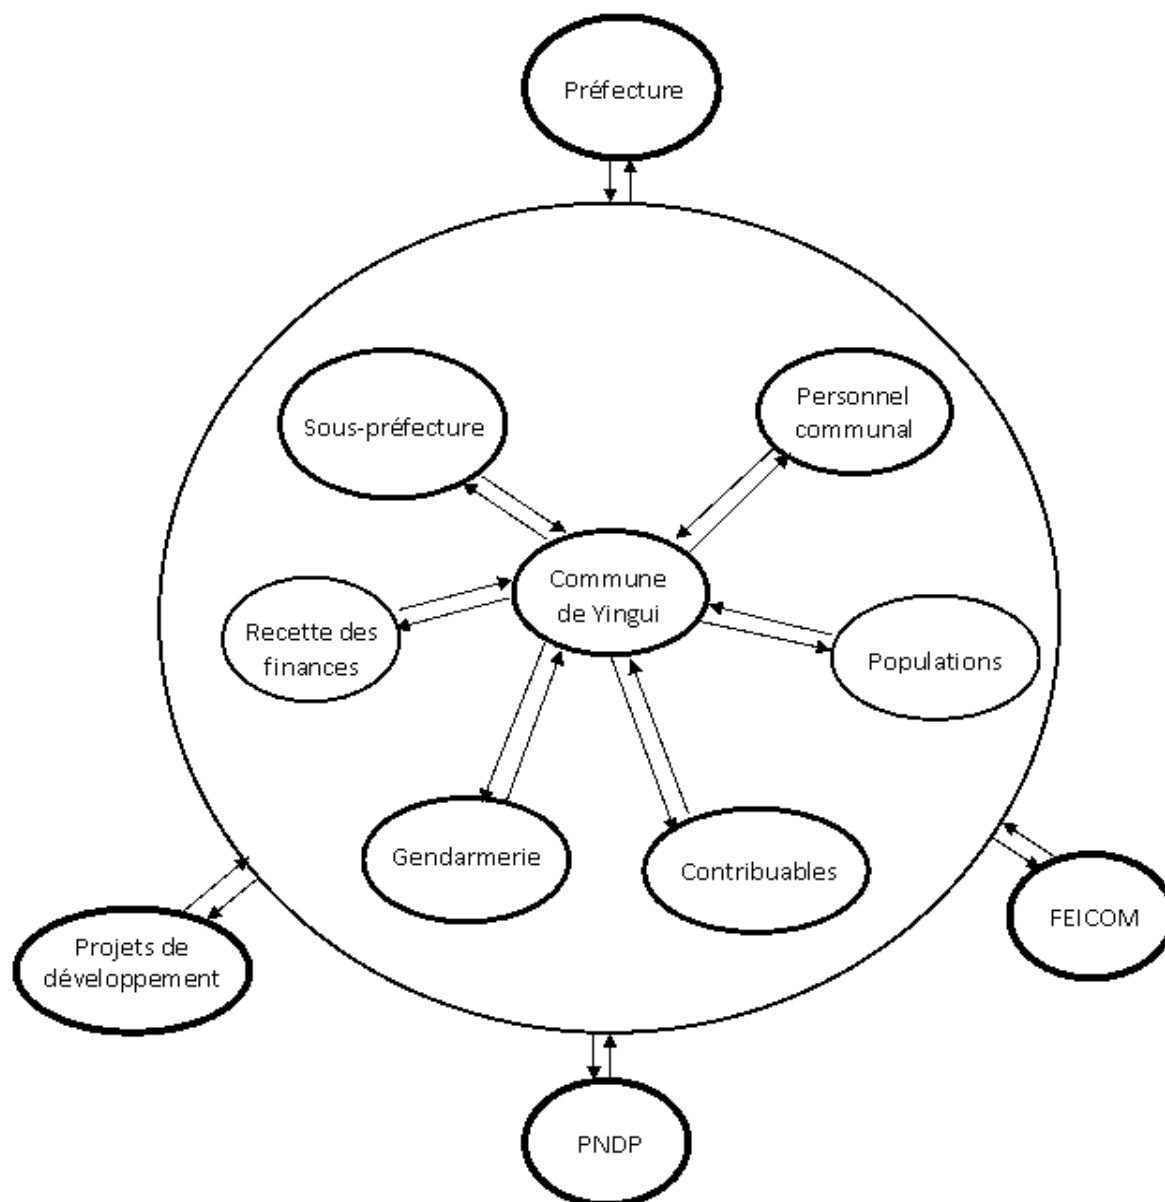 Préfecture
Sous-préfecture
Personnel
communal
Commune
de Yingui
Recette des
finances
Populations
Gendarmerie
Contribuables
FEICOM
Projets de
développement
PNDP